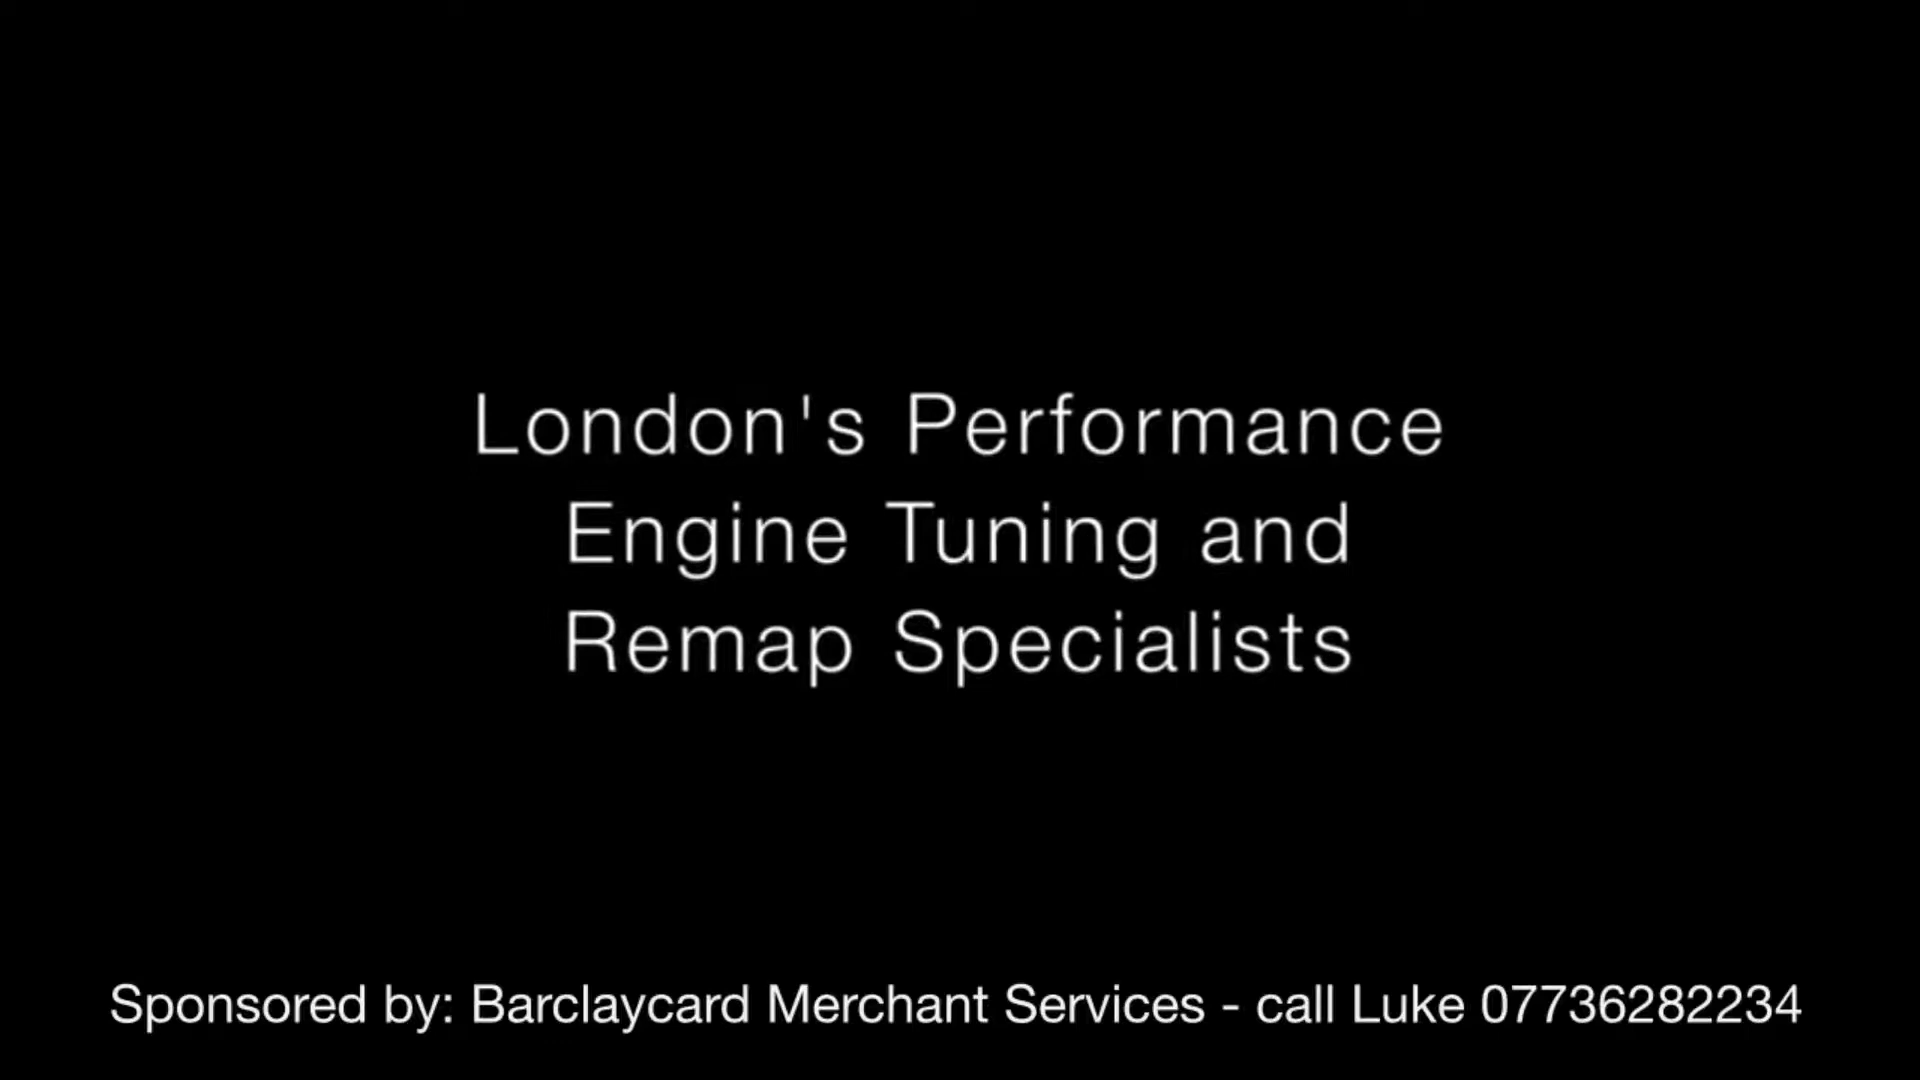 London's Performance
Engine Tuning and
Remap Specialists
Sponsored by: Barclaycard Merchant Services - call Luke 07736282234